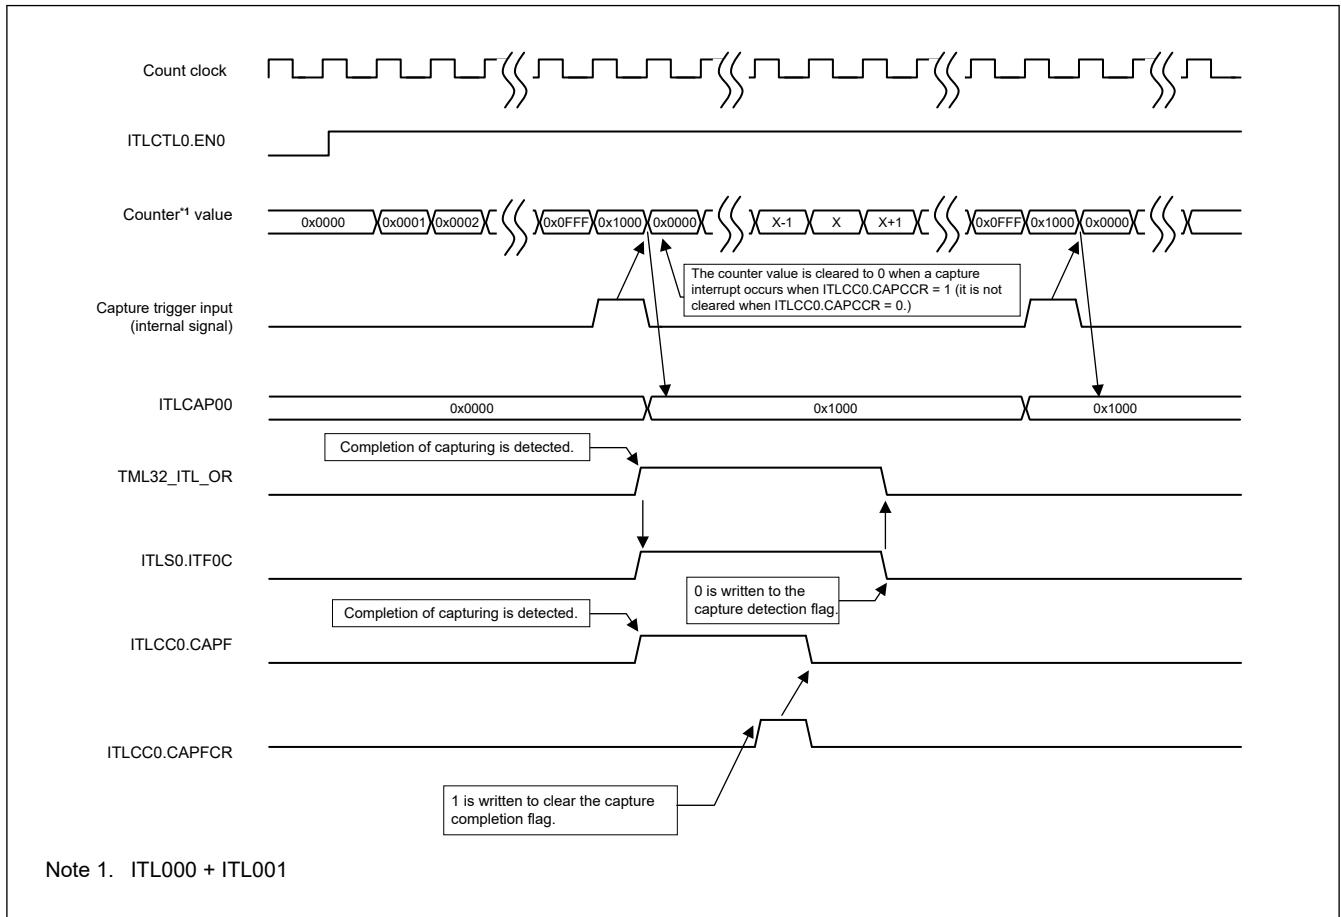 Count clock
ITLCTL0.EN0
Counter*1 value
0x0000 0x0001 0x0002 0x0FFF 0x1000 0x0000 X-1 X X+1 0x0FFF 0x1000 0x0000
The counter value is cleared to 0 when a capture
interrupt occurs when ITLCC0.CAPCCR = 1 (it is not
cleared when ITLCC0.CAPCCR = 0.)
Capture trigger input
(internal signal)
ITLCAP00
0x0000 0x1000 0x1000
Completion of capturing is detected.
TML32_ITL_OR
ITLS0.ITF0C
0 is written to the
capture detection flag.
Completion of capturing is detected.
ITLCC0.CAPF
ITLCC0.CAPFCR
1 is written to clear the capture
completion flag.
Note 1. ITL000 + ITL001